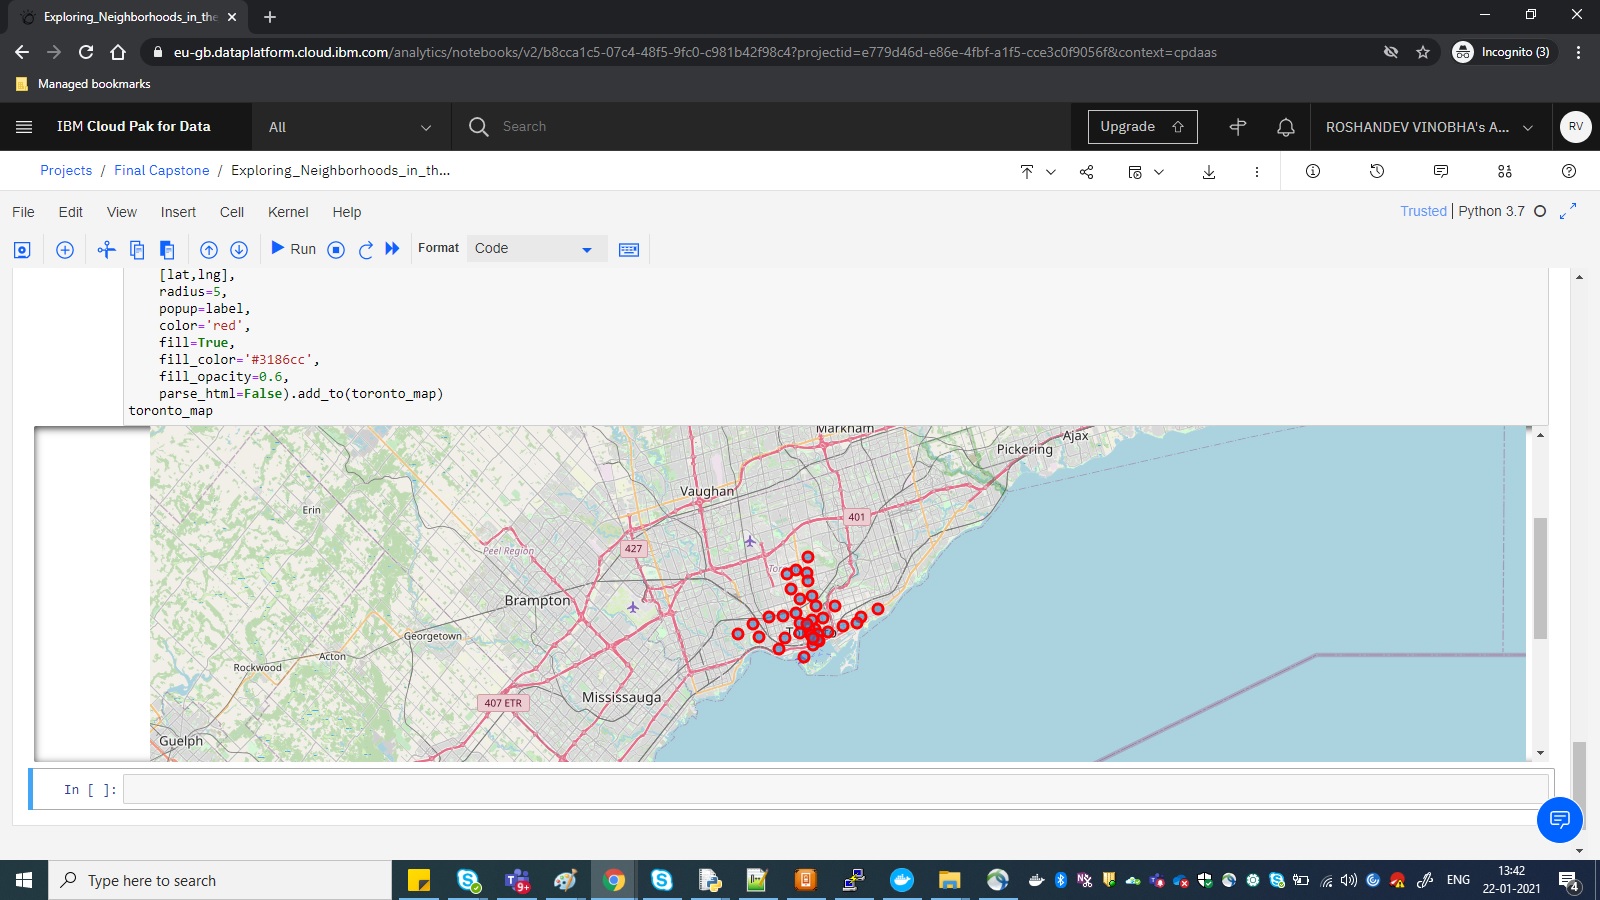 Exploring_Neighborhoods_in_the
eu-gb.dataplatform.cloud.ibm.com/analytics/notebooks/v2/b8cca1c5-07c4-48f5-9fc0-c981b42f98c4?projectid=e779d46d-e86e-4fbf-a1f5-cce3c0f9056f&context=cpdaas
Incognito (3)
Managed bookmarks
IBM Cloud Pak for Data
All
Search
Upgrade
ROSHANDEV VINOBHA's A...
RV
Projects / Final Capstone / Exploring_Neighborhoods_in_th...
File Edit View Insert Cell Kernel Help
Trusted | Python 3.7
Run
Format
Code
[lat,lng],
radius=5,
popup=label,
color='red',
fill=True,
fill_color='#3186cc',
fill_opacity=0.6,
parse_html=False).add_to(toronto_map)
toronto_map
Markham
Ajax
Pickering
Vaughan
Erin
401
427
Peel Region
Brampton
Georgetown
Acton
Rockwood
Mississauga
407 ETR
Guelph
In [ ]:
Type here to search
9+
ENG
13:42
22-01-2021
4